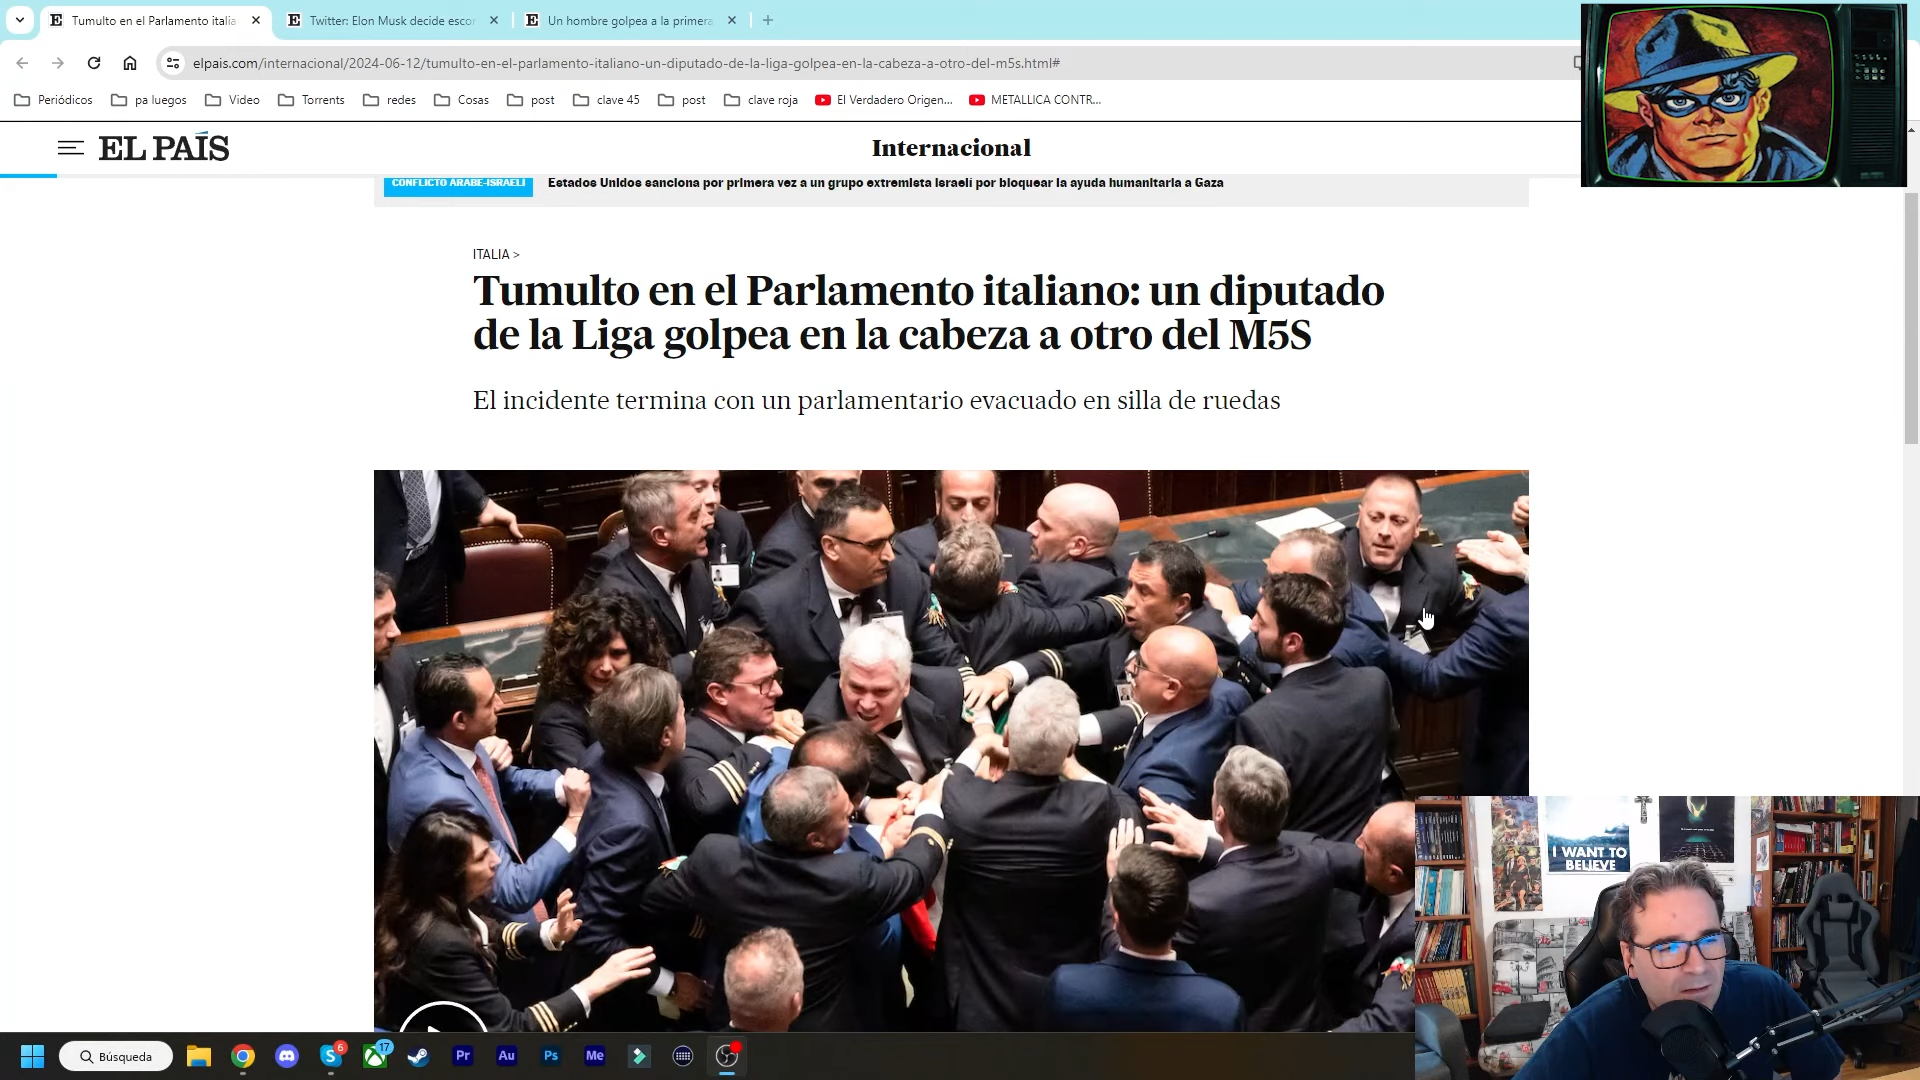 Tumulto en el Parlamento italia
Twitter: Elon Musk decide escor
Un hombre golpea a la primera
elpais.com/internacional/2024-06-12/tumulto-en-el-parlamento-italiano-un-diputado-de-la-liga-golpea-en-la-cabeza-a-otro-del-m5s.html#
Periódicos
pa luegos
Video
Torrents
redes
Cosas
post
clave 45
post
clave roja
El Verdadero Origen...
METALLICA CONTR...
EL PAÍS
Internacional
CONFLICTO ÁRABE-ISRAELÍ
Estados Unidos sanciona por primera vez a un grupo extremista israelí por bloquear la ayuda humanitaria a Gaza
ITALIA >
Tumulto en el Parlamento italiano: un diputado
de la Liga golpea en la cabeza a otro del M5S
El incidente termina con un parlamentario evacuado en silla de ruedas
I WANT TO
BELIEVE
Búsqueda
6
17
Pr
Au
Ps
Me